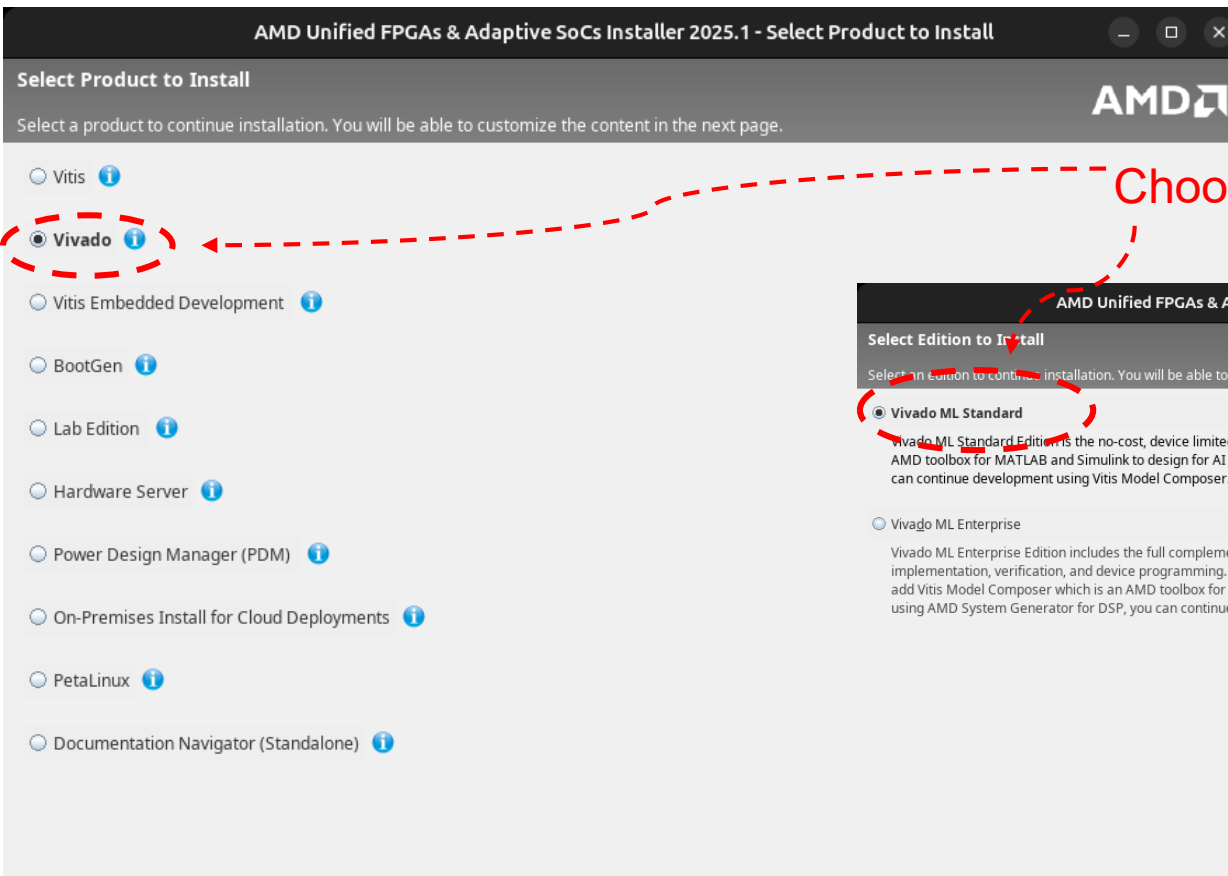 AMD Unified FPGAs & Adaptive SoCs Installer 2025.1 - Select Product to Install
Select Product to Install
AMD
Select a product to continue installation. You will be able to customize the content in the next page.
Vitis
Choo
Vivado
Vitis Embedded Development
BootGen
Lab Edition
Hardware Server
Power Design Manager (PDM)
On-Premises Install for Cloud Deployments
PetaLinux
Documentation Navigator (Standalone)
AMD Unified FPGAs & A
Select Edition to Install
Select an edition to continue installation. You will be able to
Vivado ML Standard
Vivado ML Standard Edition is the no-cost, device limited
AMD toolbox for MATLAB and Simulink to design for AI
can continue development using Vitis Model Composer
Vivado ML Enterprise
Vivado ML Enterprise Edition includes the full compleme
implementation, verification, and device programming.
add Vitis Model Composer which is an AMD toolbox for
using AMD System Generator for DSP, you can continue